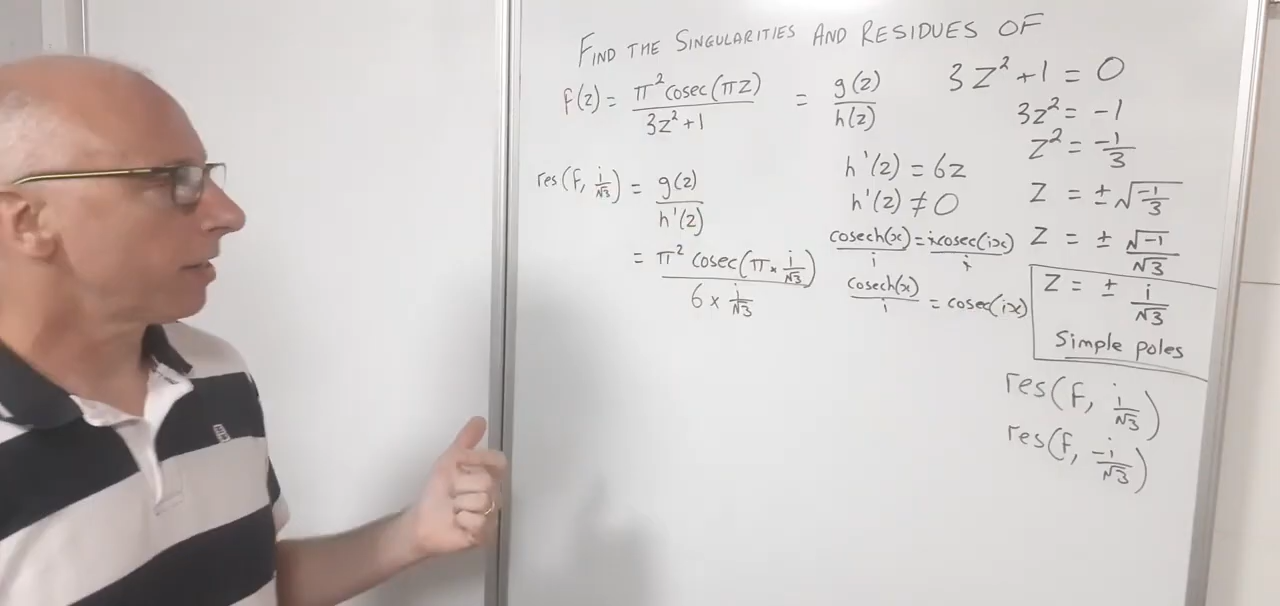 FIND THE SINGULARITIES AND RESIDUES OF
f(z) = π² cosec(πz) / 3z²+1 = g(z) / h(z)
res(f, i/√3) = g(z) / h'(z)
= π² cosec(π × i/√3) / 6 × i/√3
h'(z) = 6z
h'(z) ≠ 0
cosech(x) / i = i cosec(ix) / i
cosech(x) / i = cosec(ix)
3z² + 1 = 0
3z² = -1
z² = -1/3
z = ± √(-1/3)
z = ± √-1 / √3
z = ± i/√3
Simple poles
res(f, i/√3)
res(f, -i/√3)